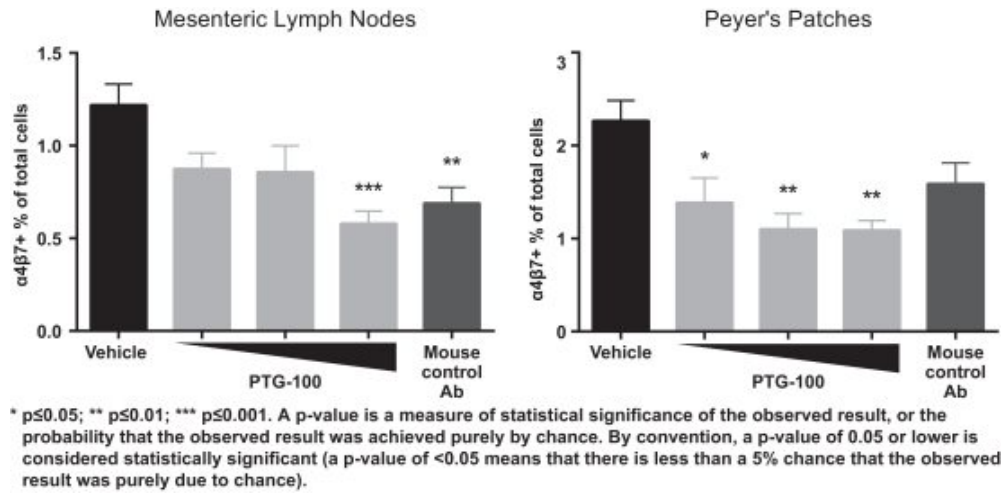 Mesenteric Lymph Nodes
Peyer's Patches
α4β7+ % of total cells
1.5
1.0
0.5
0.0
***
**
Vehicle
PTG-100
Mouse
control
Ab
α4β7+ % of total cells
3
2
1
0
*
**
**
Vehicle
PTG-100
Mouse
control
Ab
* p≤0.05; ** p≤0.01; *** p≤0.001. A p-value is a measure of statistical significance of the observed result, or the
probability that the observed result was achieved purely by chance. By convention, a p-value of 0.05 or lower is
considered statistically significant (a p-value of <0.05 means that there is less than a 5% chance that the observed
result was purely due to chance).